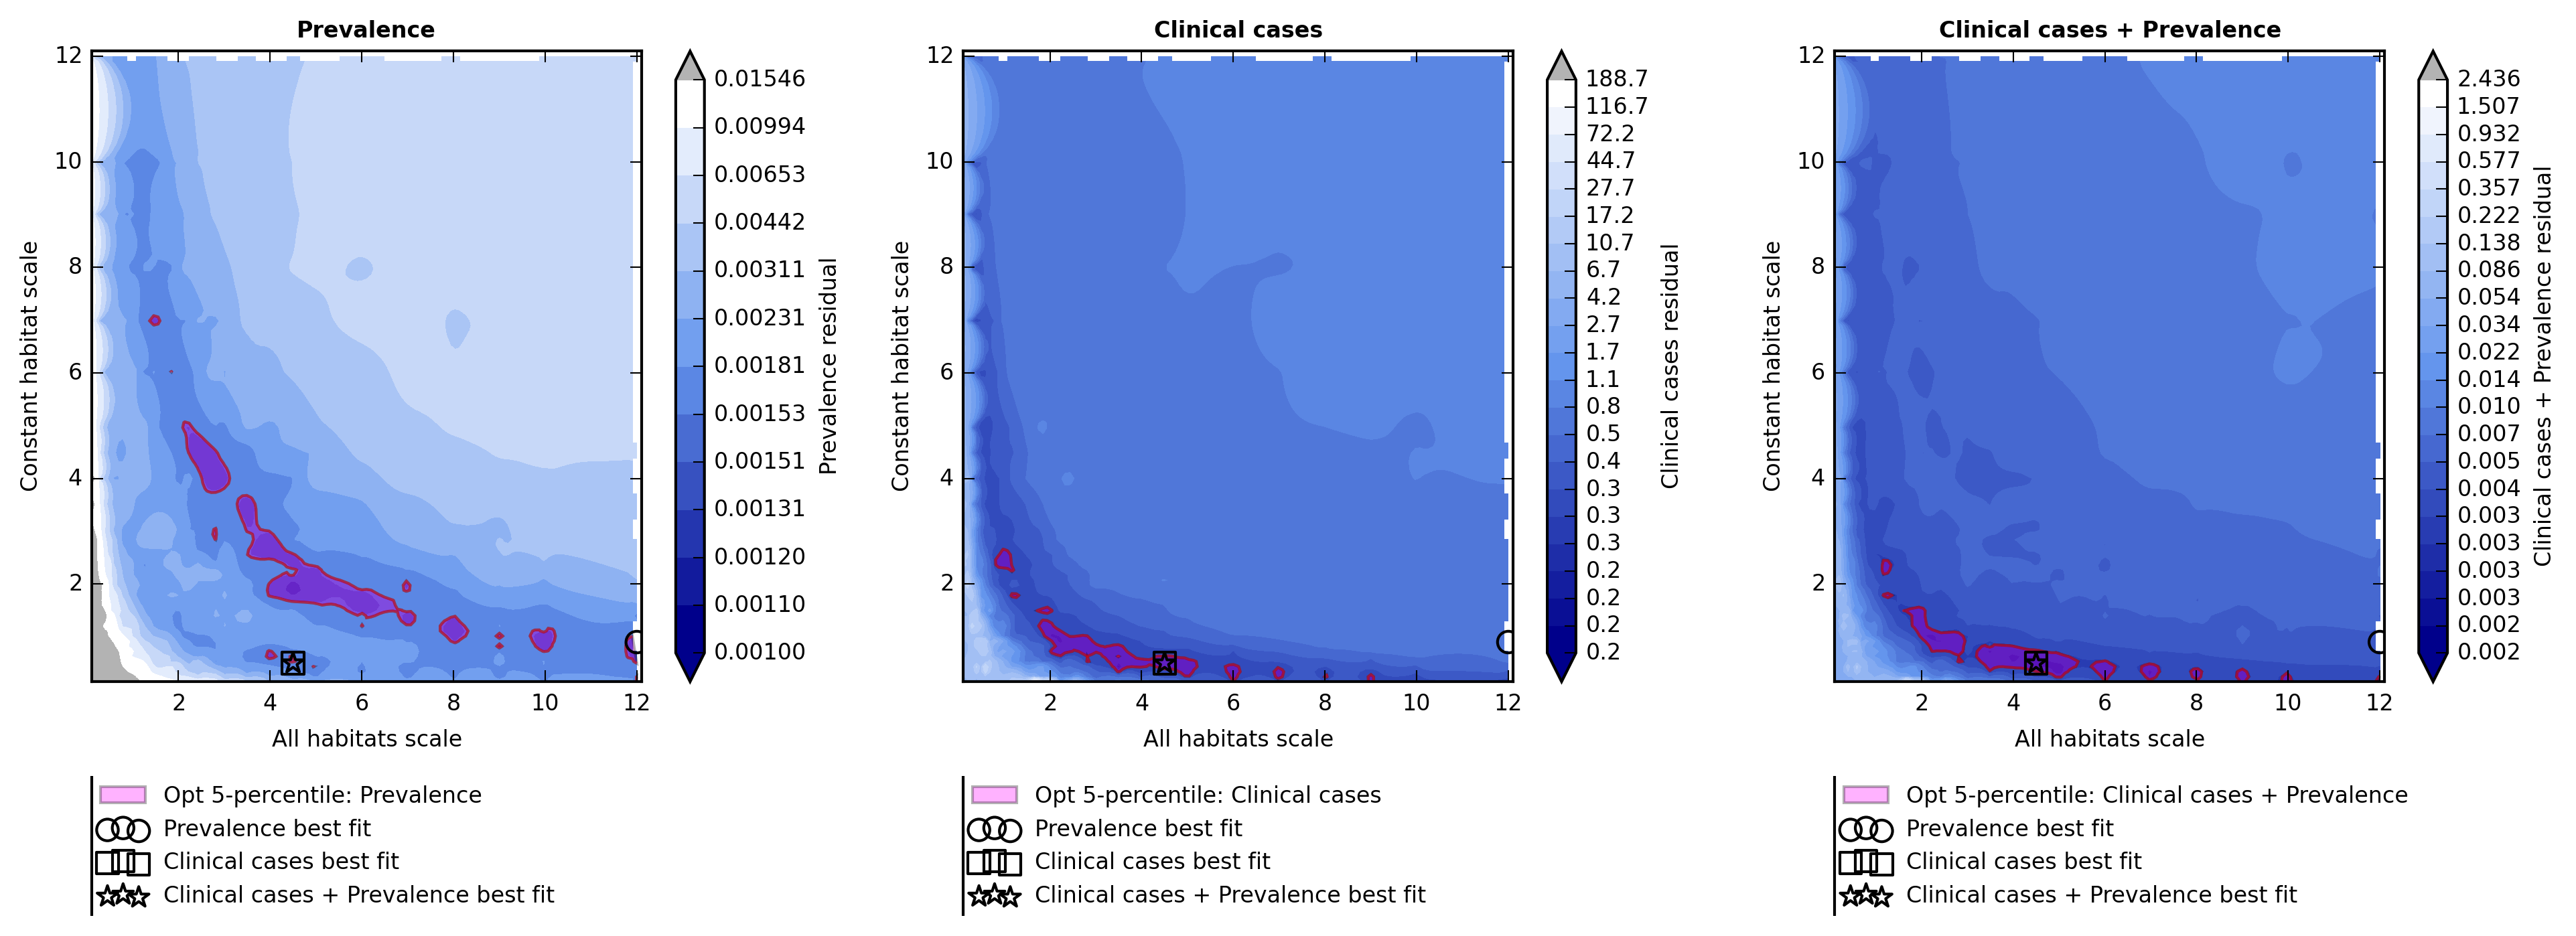 Prevalence
Constant habitat scale
12
10
8
6
4
2
2 4 6 8 10 12
All habitats scale
0.01546
0.00994
0.00653
0.00442
0.00311
0.00231
0.00181
0.00153
0.00151
0.00131
0.00120
0.00110
0.00100
Prevalence residual
Opt 5-percentile: Prevalence
Prevalence best fit
Clinical cases best fit
Clinical cases + Prevalence best fit
Clinical cases
Constant habitat scale
12
10
8
6
4
2
2 4 6 8 10 12
All habitats scale
188.7
116.7
72.2
44.7
27.7
17.2
10.7
6.7
4.2
2.7
1.7
1.1
0.8
0.5
0.4
0.3
0.3
0.3
0.2
0.2
0.2
0.2
Clinical cases residual
Opt 5-percentile: Clinical cases
Prevalence best fit
Clinical cases best fit
Clinical cases + Prevalence best fit
Clinical cases + Prevalence
Constant habitat scale
12
10
8
6
4
2
2 4 6 8 10 12
All habitats scale
2.436
1.507
0.932
0.577
0.357
0.222
0.138
0.086
0.054
0.034
0.022
0.014
0.010
0.007
0.005
0.004
0.003
0.003
0.003
0.003
0.002
0.002
Clinical cases + Prevalence residual
Opt 5-percentile: Clinical cases + Prevalence
Prevalence best fit
Clinical cases best fit
Clinical cases + Prevalence best fit